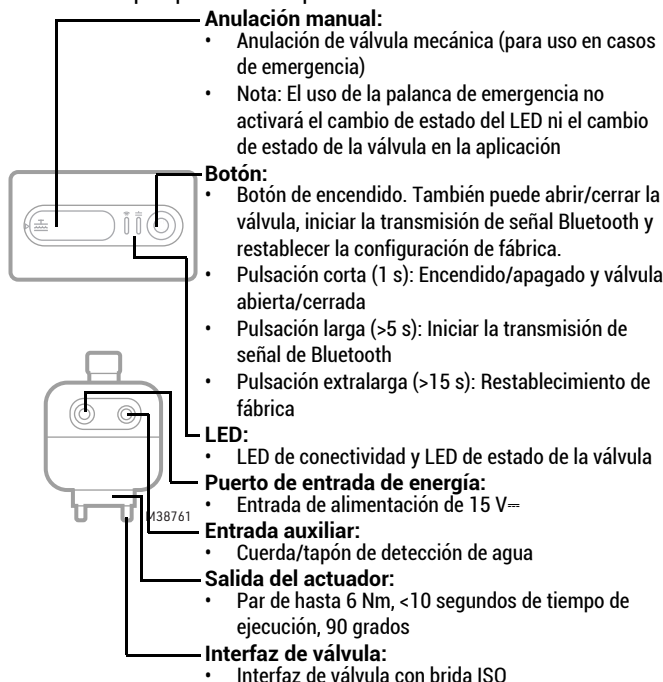 Anulación manual:
• Anulación de válvula mecánica (para uso en casos
de emergencia)
• Nota: El uso de la palanca de emergencia no
activará el cambio de estado del LED ni el cambio
de estado de la válvula en la aplicación
Botón:
• Botón de encendido. También puede abrir/cerrar la
válvula, iniciar la transmisión de señal Bluetooth y
restablecer la configuración de fábrica.
• Pulsación corta (1 s): Encendido/apagado y válvula
abierta/cerrada
• Pulsación larga (>5 s): Iniciar la transmisión de
señal de Bluetooth
• Pulsación extralarga (>15 s): Restablecimiento de
fábrica
LED:
• LED de conectividad y LED de estado de la válvula
Puerto de entrada de energía:
• Entrada de alimentación de 15 V⎓
M38761
Entrada auxiliar:
• Cuerda/tapón de detección de agua
Salida del actuador:
• Par de hasta 6 Nm, <10 segundos de tiempo de
ejecución, 90 grados
Interfaz de válvula:
• Interfaz de válvula con brida ISO